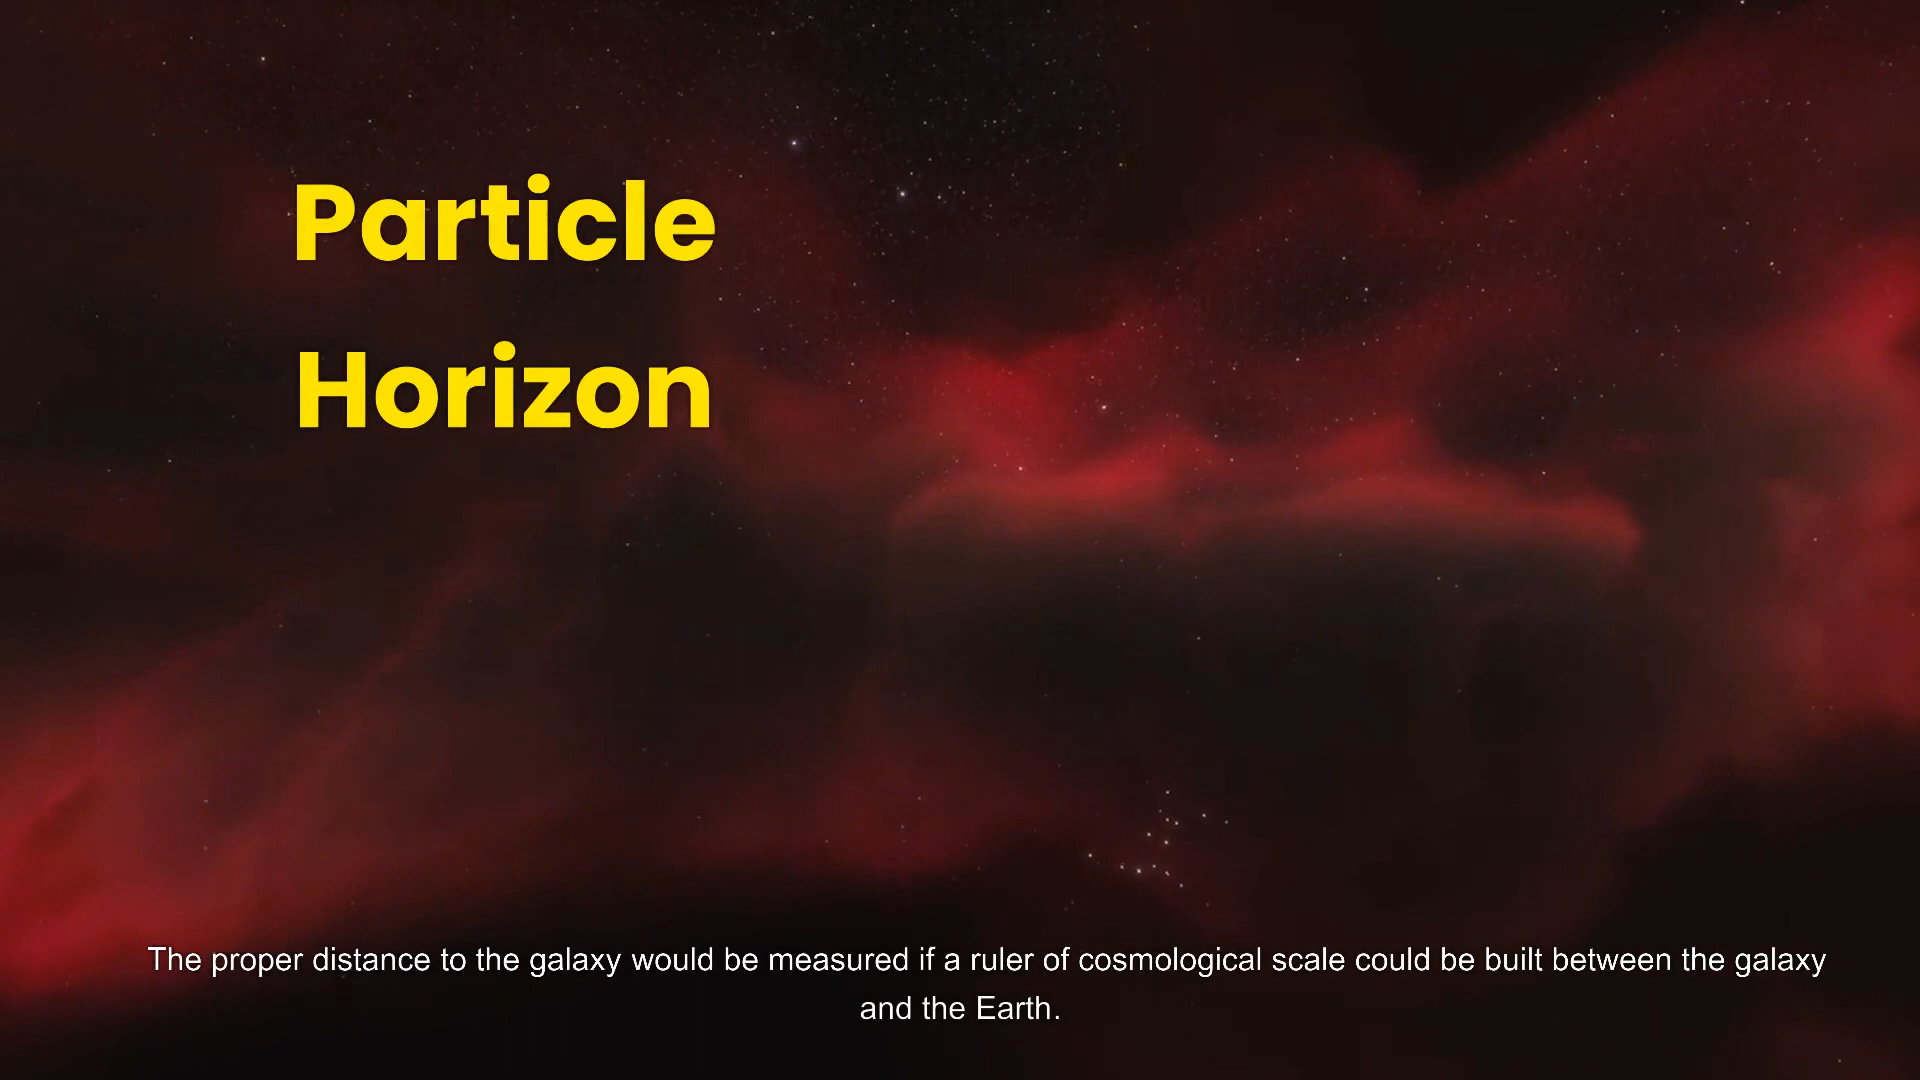 Particle
Horizon
The proper distance to the galaxy would be measured if a ruler of cosmological scale could be built between the galaxy
and the Earth.